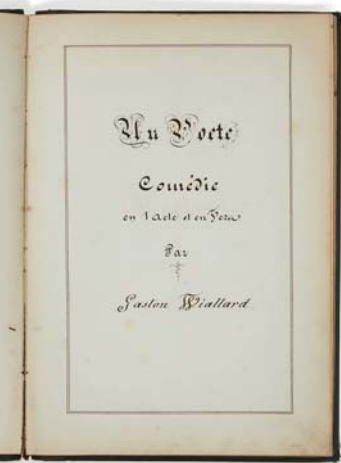 Un Poete
Comédie
en 1 acte et en Vers
Par
Gaston Wiallard